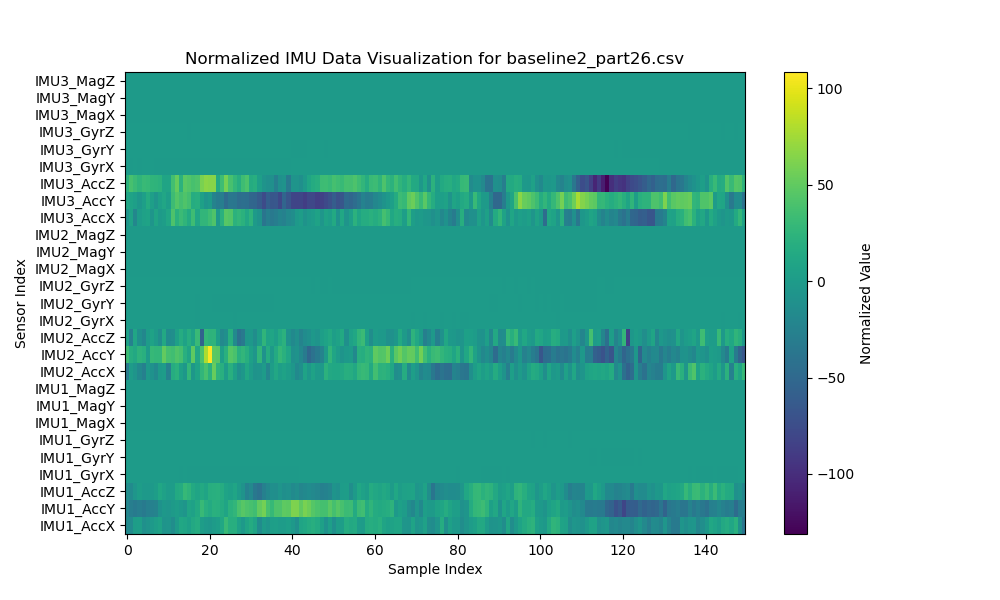 Normalized IMU Data Visualization for baseline2_part26.csv
IMU3_MagZ
IMU3_MagY
IMU3_MagX
IMU3_GyrZ
IMU3_GyrY
IMU3_GyrX
IMU3_AccZ
IMU3_AccY
IMU3_AccX
IMU2_MagZ
IMU2_MagY
IMU2_MagX
IMU2_GyrZ
IMU2_GyrY
IMU2_GyrX
IMU2_AccZ
IMU2_AccY
IMU2_AccX
IMU1_MagZ
IMU1_MagY
IMU1_MagX
IMU1_GyrZ
IMU1_GyrY
IMU1_GyrX
IMU1_AccZ
IMU1_AccY
IMU1_AccX
Sensor Index
0 20 40 60 80 100 120 140
Sample Index
100
50
0
−50
−100
Normalized Value